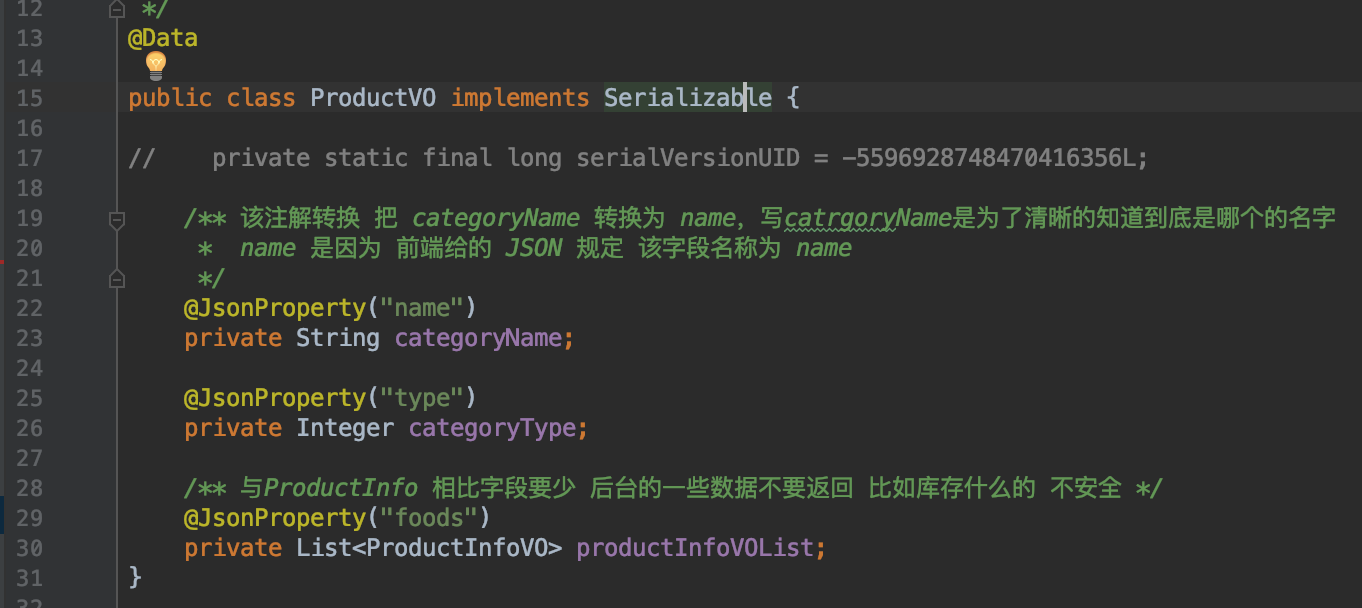 12 */
13 @Data
14
15 public class ProductVO implements Serializable {
16
17 //    private static final long serialVersionUID = -5596928748470416356L;
18
19     /** 该注解转换 把 categoryName 转换为 name，写catrgoryName是为了清晰的知道到底是哪个的名字
20      *  name 是因为 前端给的 JSON 规定 该字段名称为 name
21      */
22     @JsonProperty("name")
23     private String categoryName;
24
25     @JsonProperty("type")
26     private Integer categoryType;
27
28     /** 与ProductInfo 相比字段要少 后台的一些数据不要返回 比如库存什么的 不安全 */
29     @JsonProperty("foods")
30     private List<ProductInfoVO> productInfoVOList;
31 }
32